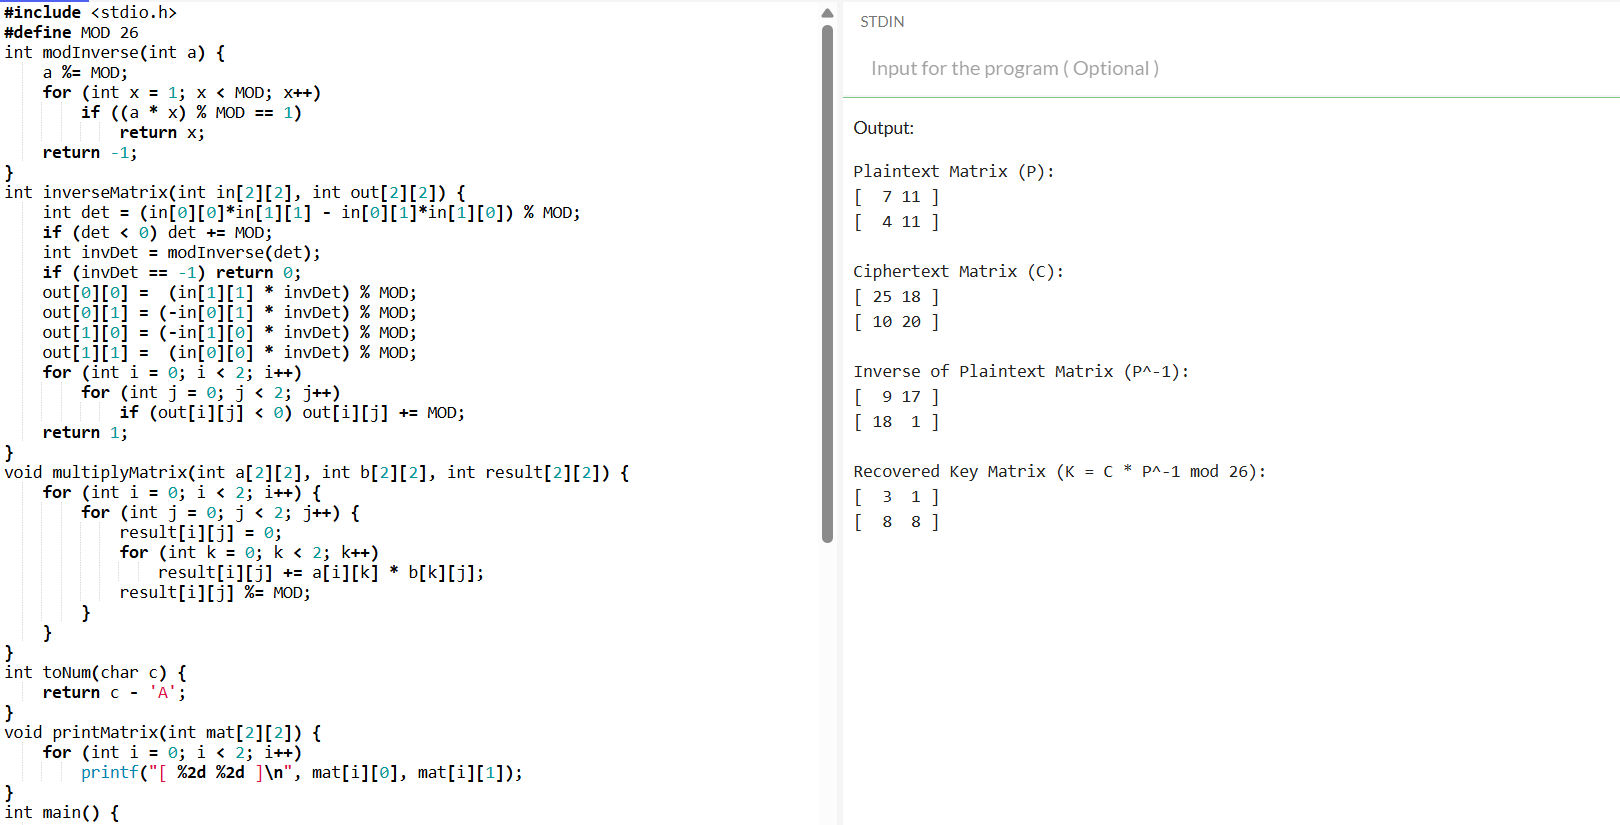 #include <stdio.h>
#define MOD 26
int modInverse(int a) {
    a %= MOD;
    for (int x = 1; x < MOD; x++)
        if ((a * x) % MOD == 1)
            return x;
    return -1;
}
int inverseMatrix(int in[2][2], int out[2][2]) {
    int det = (in[0][0]*in[1][1] - in[0][1]*in[1][0]) % MOD;
    if (det < 0) det += MOD;
    int invDet = modInverse(det);
    if (invDet == -1) return 0;
    out[0][0] =  (in[1][1] * invDet) % MOD;
    out[0][1] = (-in[0][1] * invDet) % MOD;
    out[1][0] = (-in[1][0] * invDet) % MOD;
    out[1][1] =  (in[0][0] * invDet) % MOD;
    for (int i = 0; i < 2; i++)
        for (int j = 0; j < 2; j++)
            if (out[i][j] < 0) out[i][j] += MOD;
    return 1;
}
void multiplyMatrix(int a[2][2], int b[2][2], int result[2][2]) {
    for (int i = 0; i < 2; i++) {
        for (int j = 0; j < 2; j++) {
            result[i][j] = 0;
            for (int k = 0; k < 2; k++)
                result[i][j] += a[i][k] * b[k][j];
            result[i][j] %= MOD;
        }
    }
}
int toNum(char c) {
    return c - 'A';
}
void printMatrix(int mat[2][2]) {
    for (int i = 0; i < 2; i++)
        printf("[ %2d %2d ]\n", mat[i][0], mat[i][1]);
}
int main() {
STDIN
Input for the program ( Optional )
Output:
Plaintext Matrix (P):
[  7 11 ]
[  4 11 ]
Ciphertext Matrix (C):
[ 25 18 ]
[ 10 20 ]
Inverse of Plaintext Matrix (P^-1):
[  9 17 ]
[ 18  1 ]
Recovered Key Matrix (K = C * P^-1 mod 26):
[  3  1 ]
[  8  8 ]